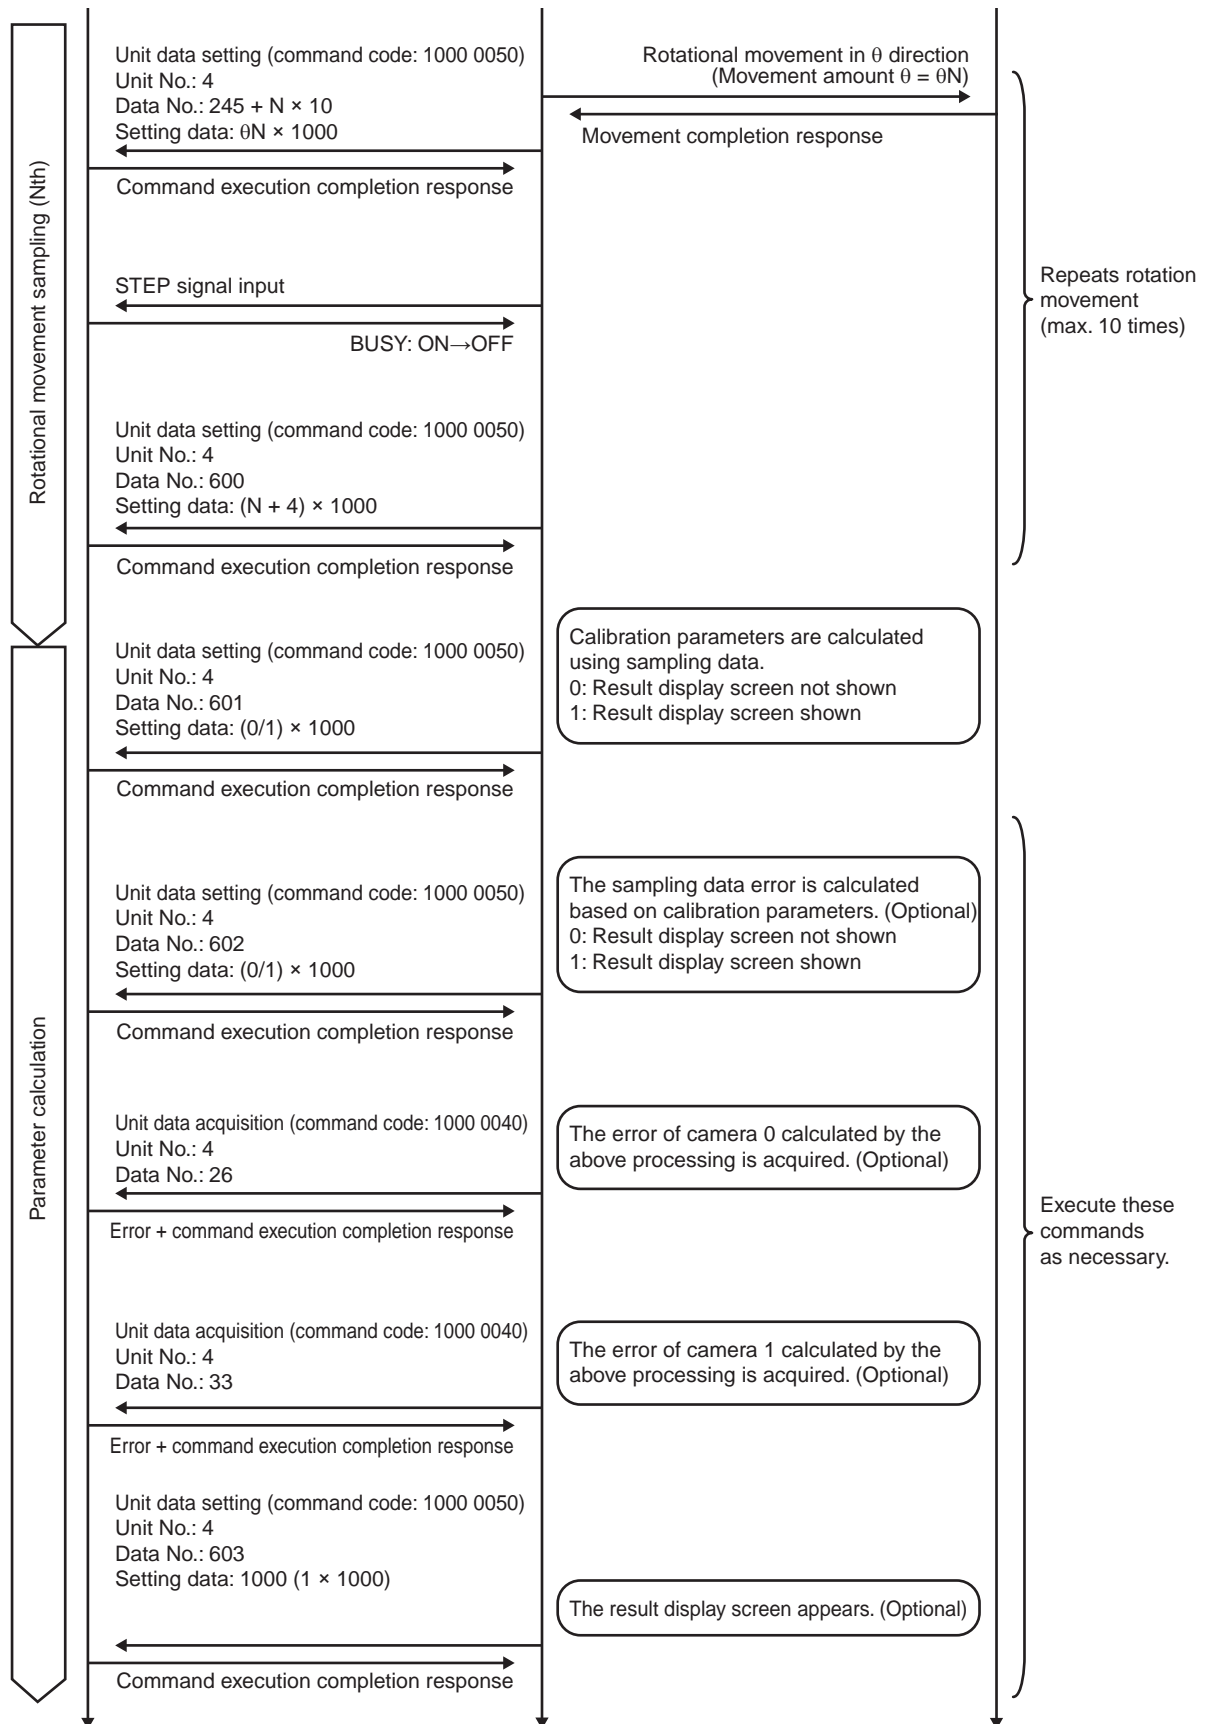 Rotational movement sampling (Nth)
Unit data setting (command code: 1000 0050)
Unit No.: 4
Data No.: 245 + N × 10
Setting data: θN × 1000
Rotational movement in θ direction
(Movement amount θ = θN)
Movement completion response
Command execution completion response
STEP signal input
BUSY: ON→OFF
Repeats rotation
movement
(max. 10 times)
Unit data setting (command code: 1000 0050)
Unit No.: 4
Data No.: 600
Setting data: (N + 4) × 1000
Command execution completion response
Parameter calculation
Unit data setting (command code: 1000 0050)
Unit No.: 4
Data No.: 601
Setting data: (0/1) × 1000
Calibration parameters are calculated
using sampling data.
0: Result display screen not shown
1: Result display screen shown
Command execution completion response
Unit data setting (command code: 1000 0050)
Unit No.: 4
Data No.: 602
Setting data: (0/1) × 1000
The sampling data error is calculated
based on calibration parameters. (Optional)
0: Result display screen not shown
1: Result display screen shown
Command execution completion response
Unit data acquisition (command code: 1000 0040)
Unit No.: 4
Data No.: 26
The error of camera 0 calculated by the
above processing is acquired. (Optional)
Error + command execution completion response
Execute these
commands
as necessary.
Unit data acquisition (command code: 1000 0040)
Unit No.: 4
Data No.: 33
The error of camera 1 calculated by the
above processing is acquired. (Optional)
Error + command execution completion response
Unit data setting (command code: 1000 0050)
Unit No.: 4
Data No.: 603
Setting data: 1000 (1 × 1000)
The result display screen appears. (Optional)
Command execution completion response